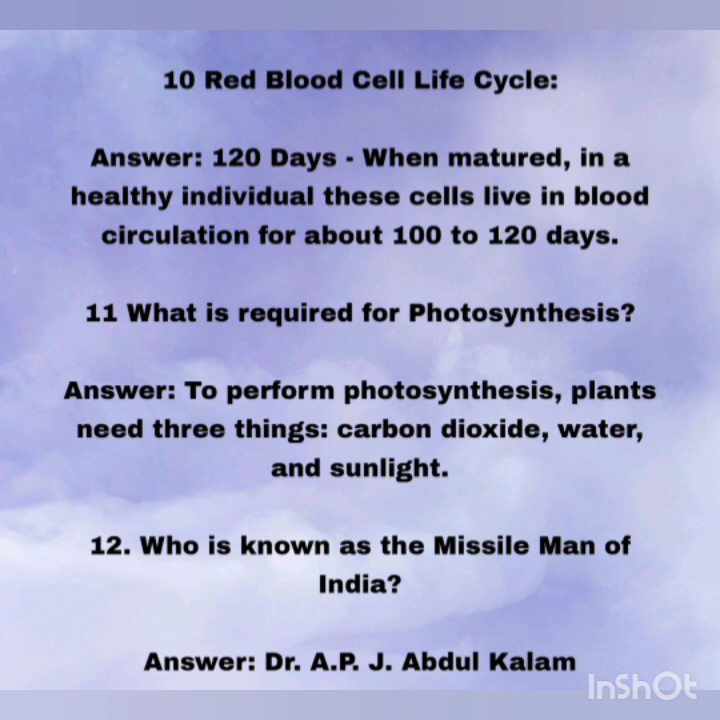 10 Red Blood Cell Life Cycle:
Answer: 120 Days - When matured, in a
healthy individual these cells live in blood
circulation for about 100 to 120 days.
11 What is required for Photosynthesis?
Answer: To perform photosynthesis, plants
need three things: carbon dioxide, water,
and sunlight.
12. Who is known as the Missile Man of
India?
Answer: Dr. A.P. J. Abdul Kalam
InShOt